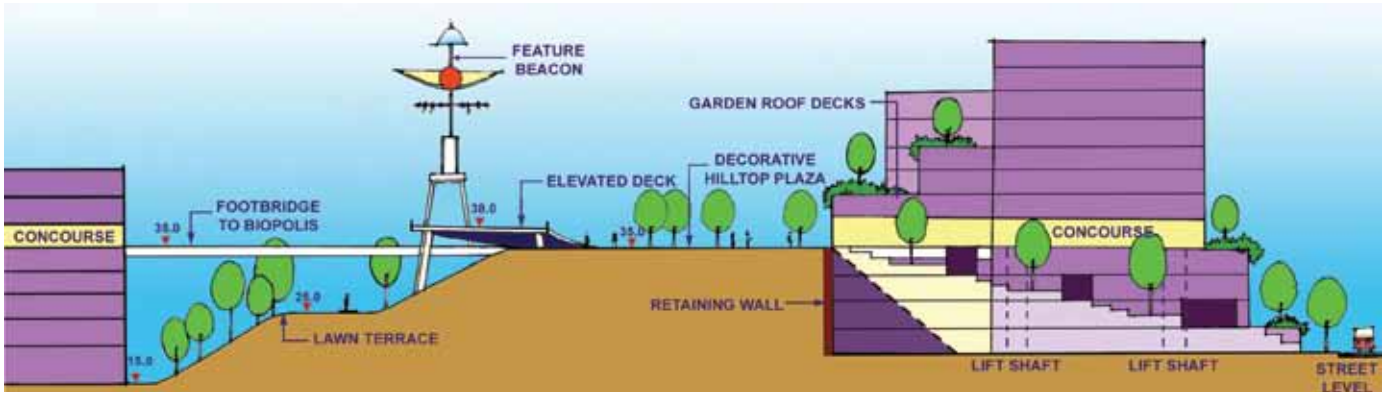 FEATURE
BEACON
GARDEN ROOF DECKS
DECORATIVE
HILLTOP PLAZA
ELEVATED DECK
FOOTBRIDGE
TO BIOPOLIS
38.0
35.0
35.0
CONCOURSE
CONCOURSE
25.0
RETAINING WALL
LAWN TERRACE
15.0
LIFT SHAFT
LIFT SHAFT
STREET
LEVEL